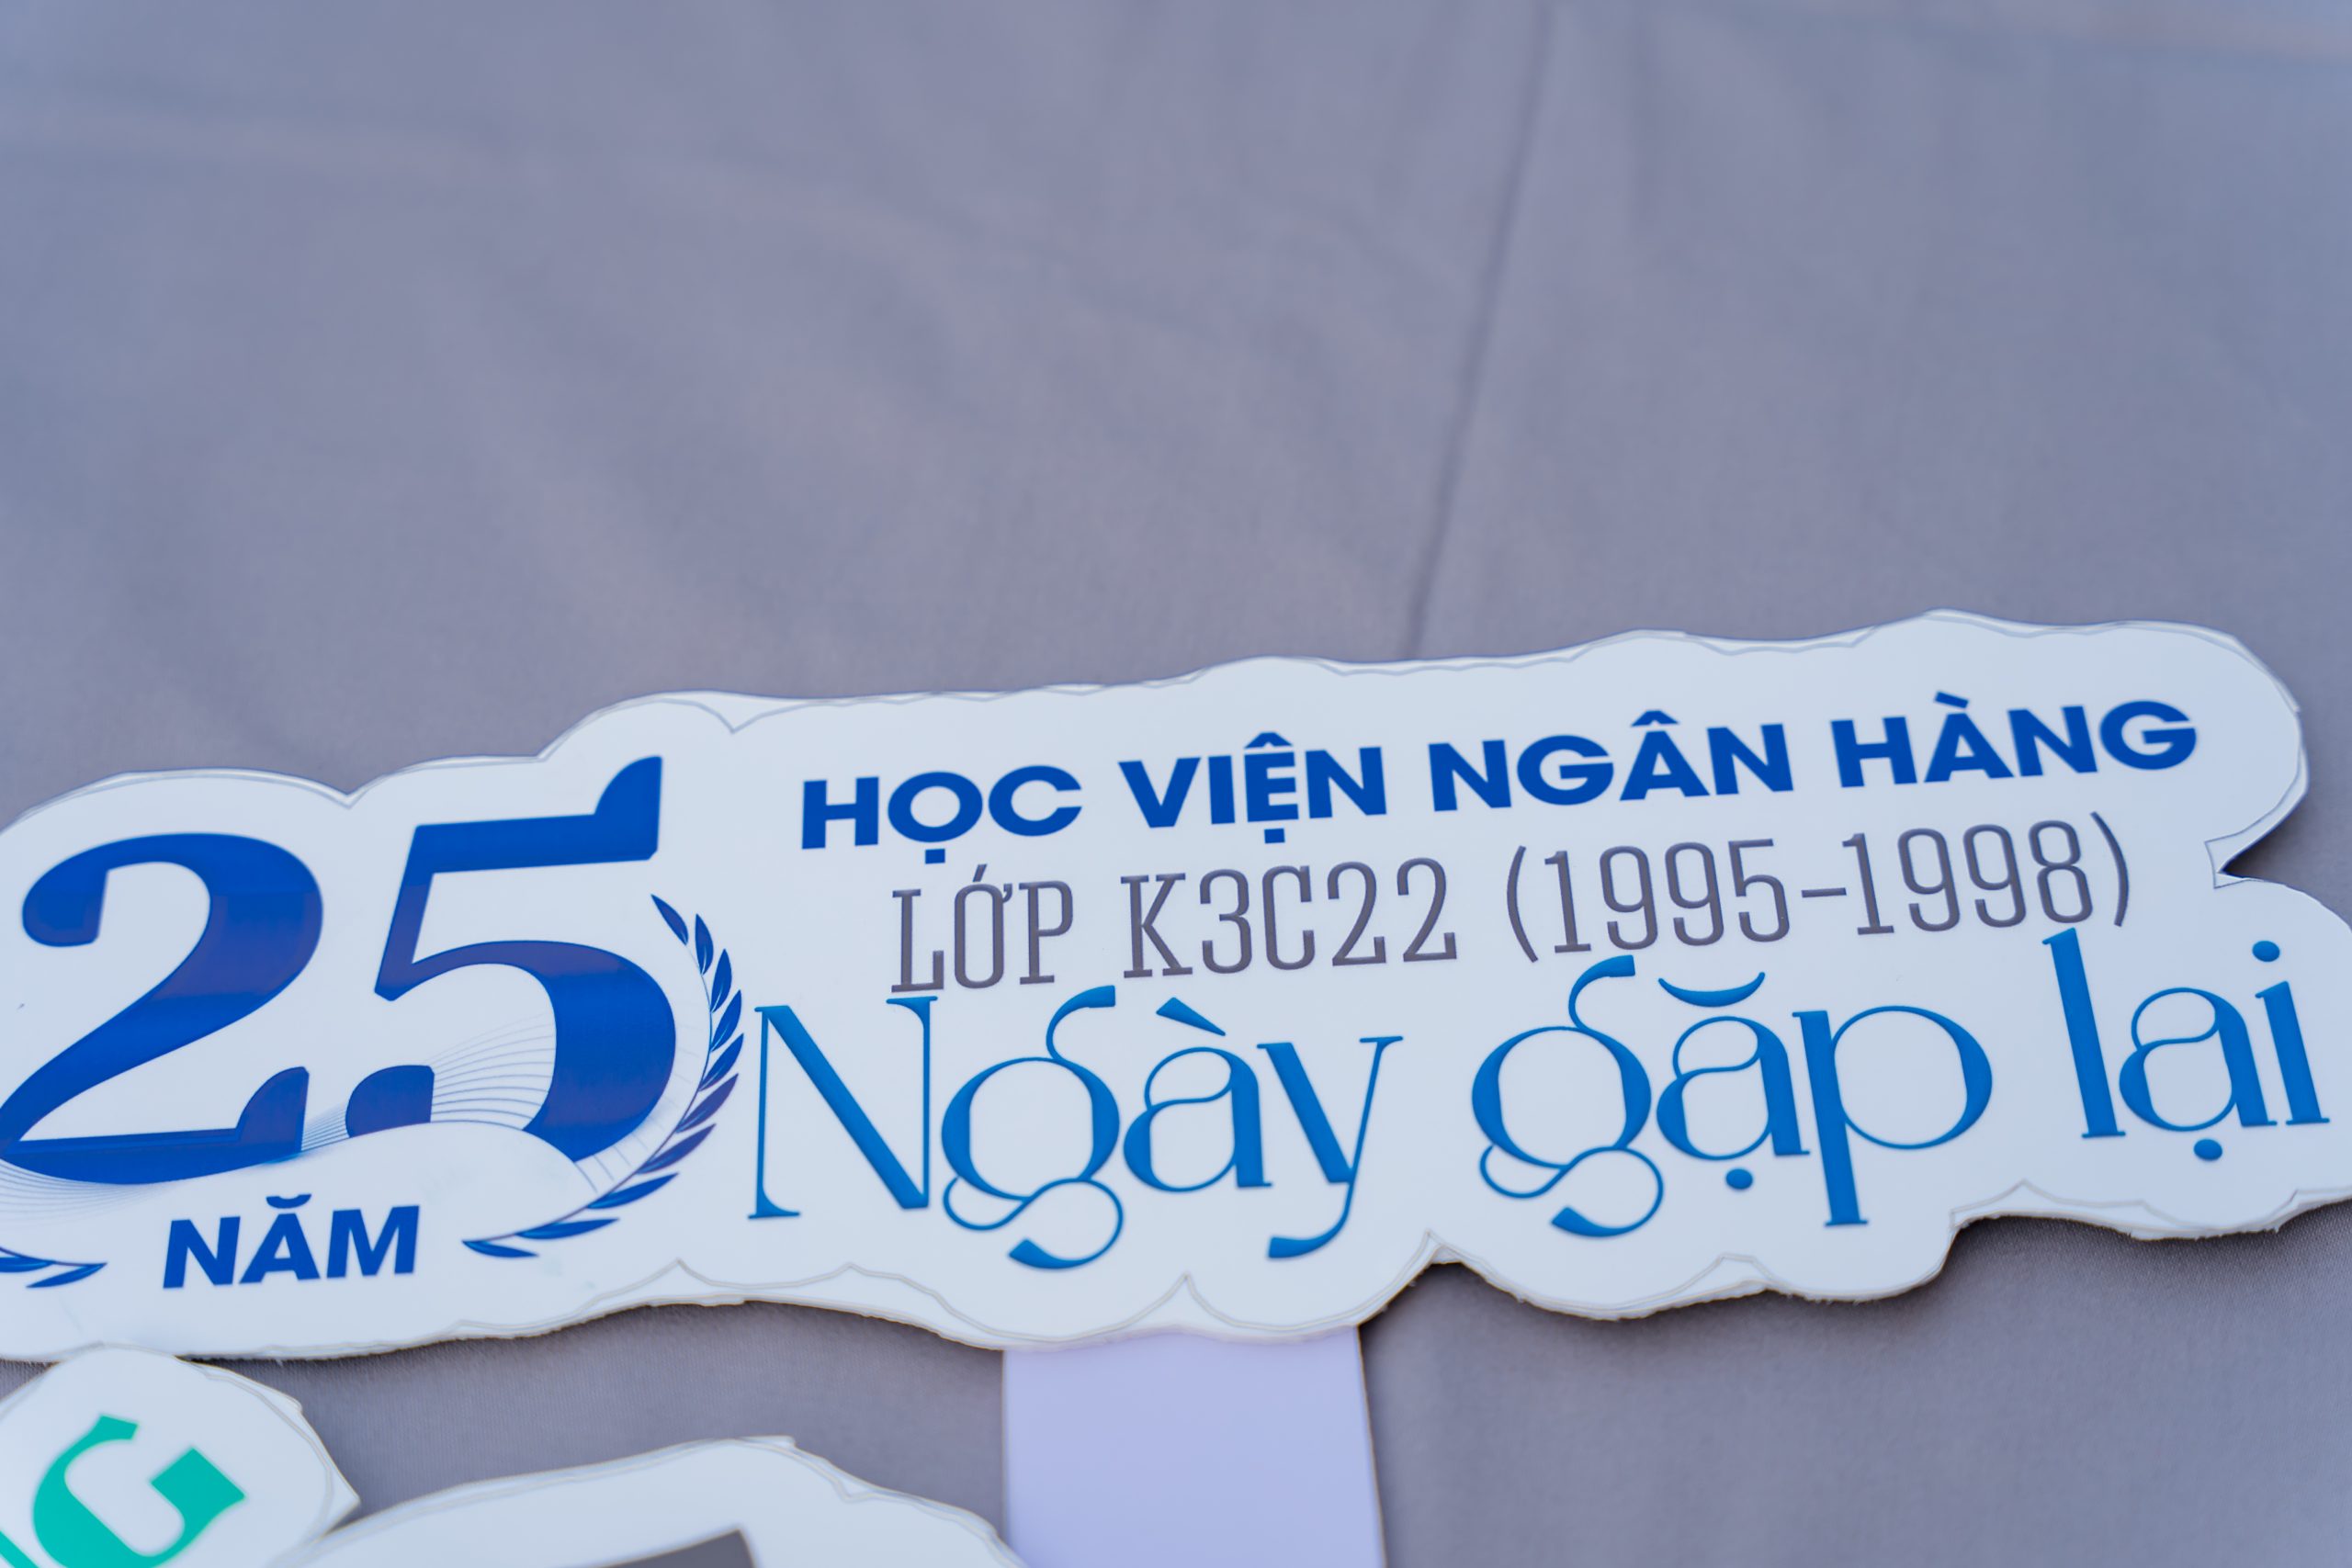 25
NĂM
HỌC VIỆN NGÂN HÀNG
LỚP K3C22 (1995-1998)
Ngày gặp lại
G